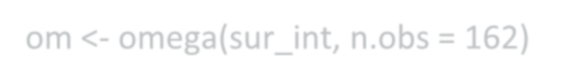 om <- omega(sur_int, n.obs = 162)